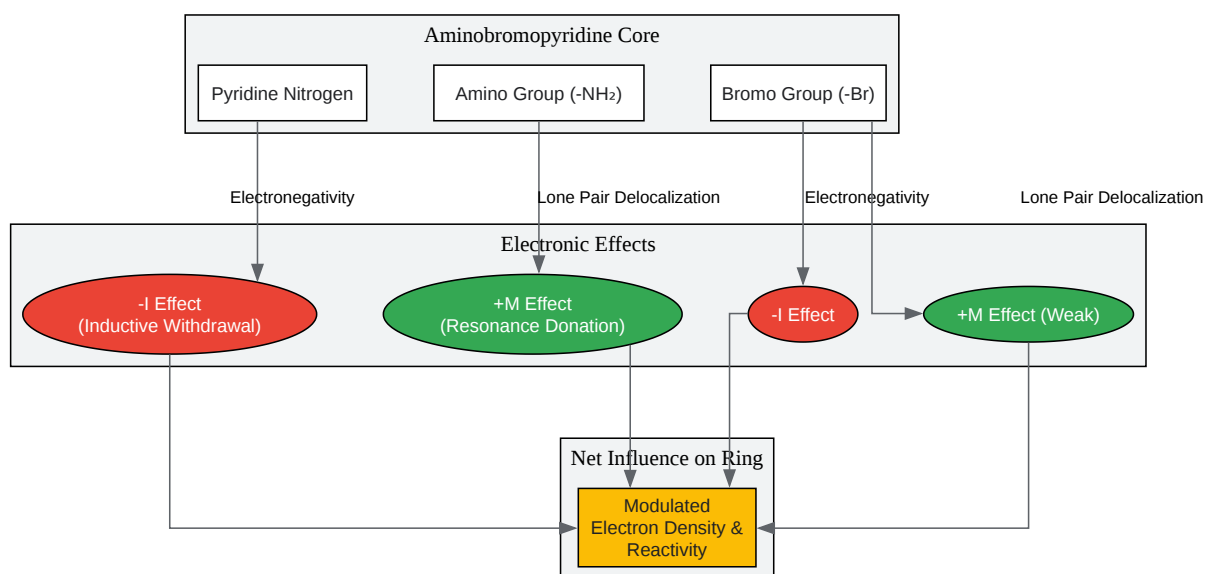 Aminobromopyridine Core
Pyridine Nitrogen
Amino Group (-NH₂)
Bromo Group (-Br)
Electronegativity
Lone Pair Delocalization
Electronegativity
Lone Pair Delocalization
Electronic Effects
-I Effect
(Inductive Withdrawal)
+M Effect
(Resonance Donation)
-I Effect
+M Effect (Weak)
Net Influence on Ring
Modulated
Electron Density &
Reactivity